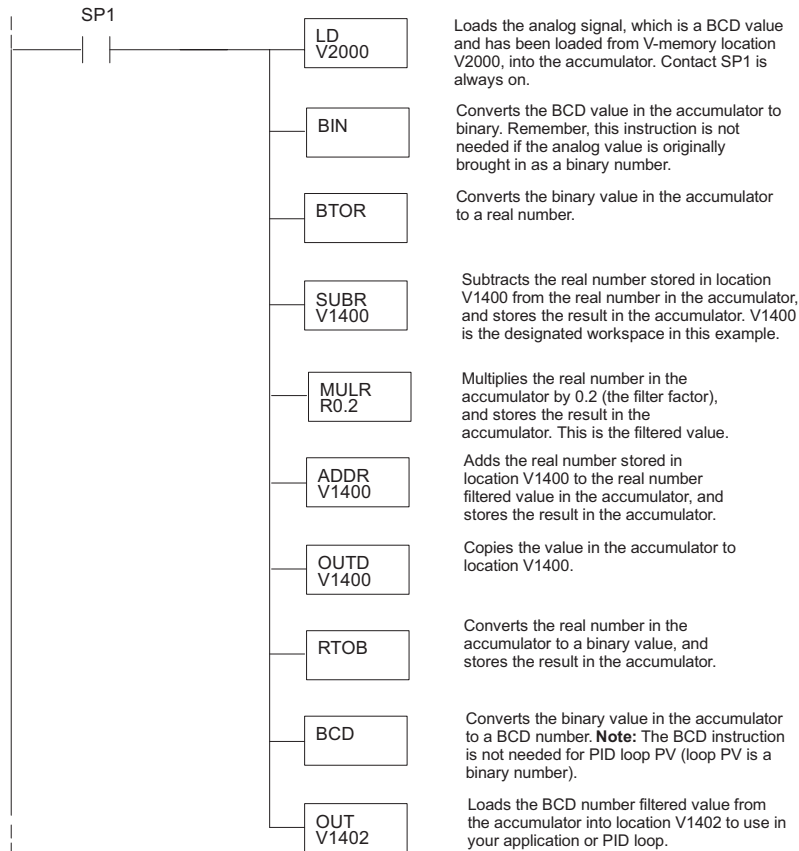 SP1
LD
V2000
Loads the analog signal, which is a BCD value
and has been loaded from V-memory location
V2000, into the accumulator. Contact SP1 is
always on.
BIN
Converts the BCD value in the accumulator to
binary. Remember, this instruction is not
needed if the analog value is originally
brought in as a binary number.
BTOR
Converts the binary value in the accumulator
to a real number.
SUBR
V1400
Subtracts the real number stored in location
V1400 from the real number in the accumulator,
and stores the result in the accumulator. V1400
is the designated workspace in this example.
MULR
R0.2
Multiplies the real number in the
accumulator by 0.2 (the filter factor),
and stores the result in the
accumulator. This is the filtered value.
ADDR
V1400
Adds the real number stored in
location V1400 to the real number
filtered value in the accumulator, and
stores the result in the accumulator.
OUTD
V1400
Copies the value in the accumulator to
location V1400.
RTOB
Converts the real number in the
accumulator to a binary value, and
stores the result in the accumulator.
BCD
Converts the binary value in the accumulator
to a BCD number. Note: The BCD instruction
is not needed for PID loop PV (loop PV is a
binary number).
OUT
V1402
Loads the BCD number filtered value from
the accumulator into location V1402 to use in
your application or PID loop.